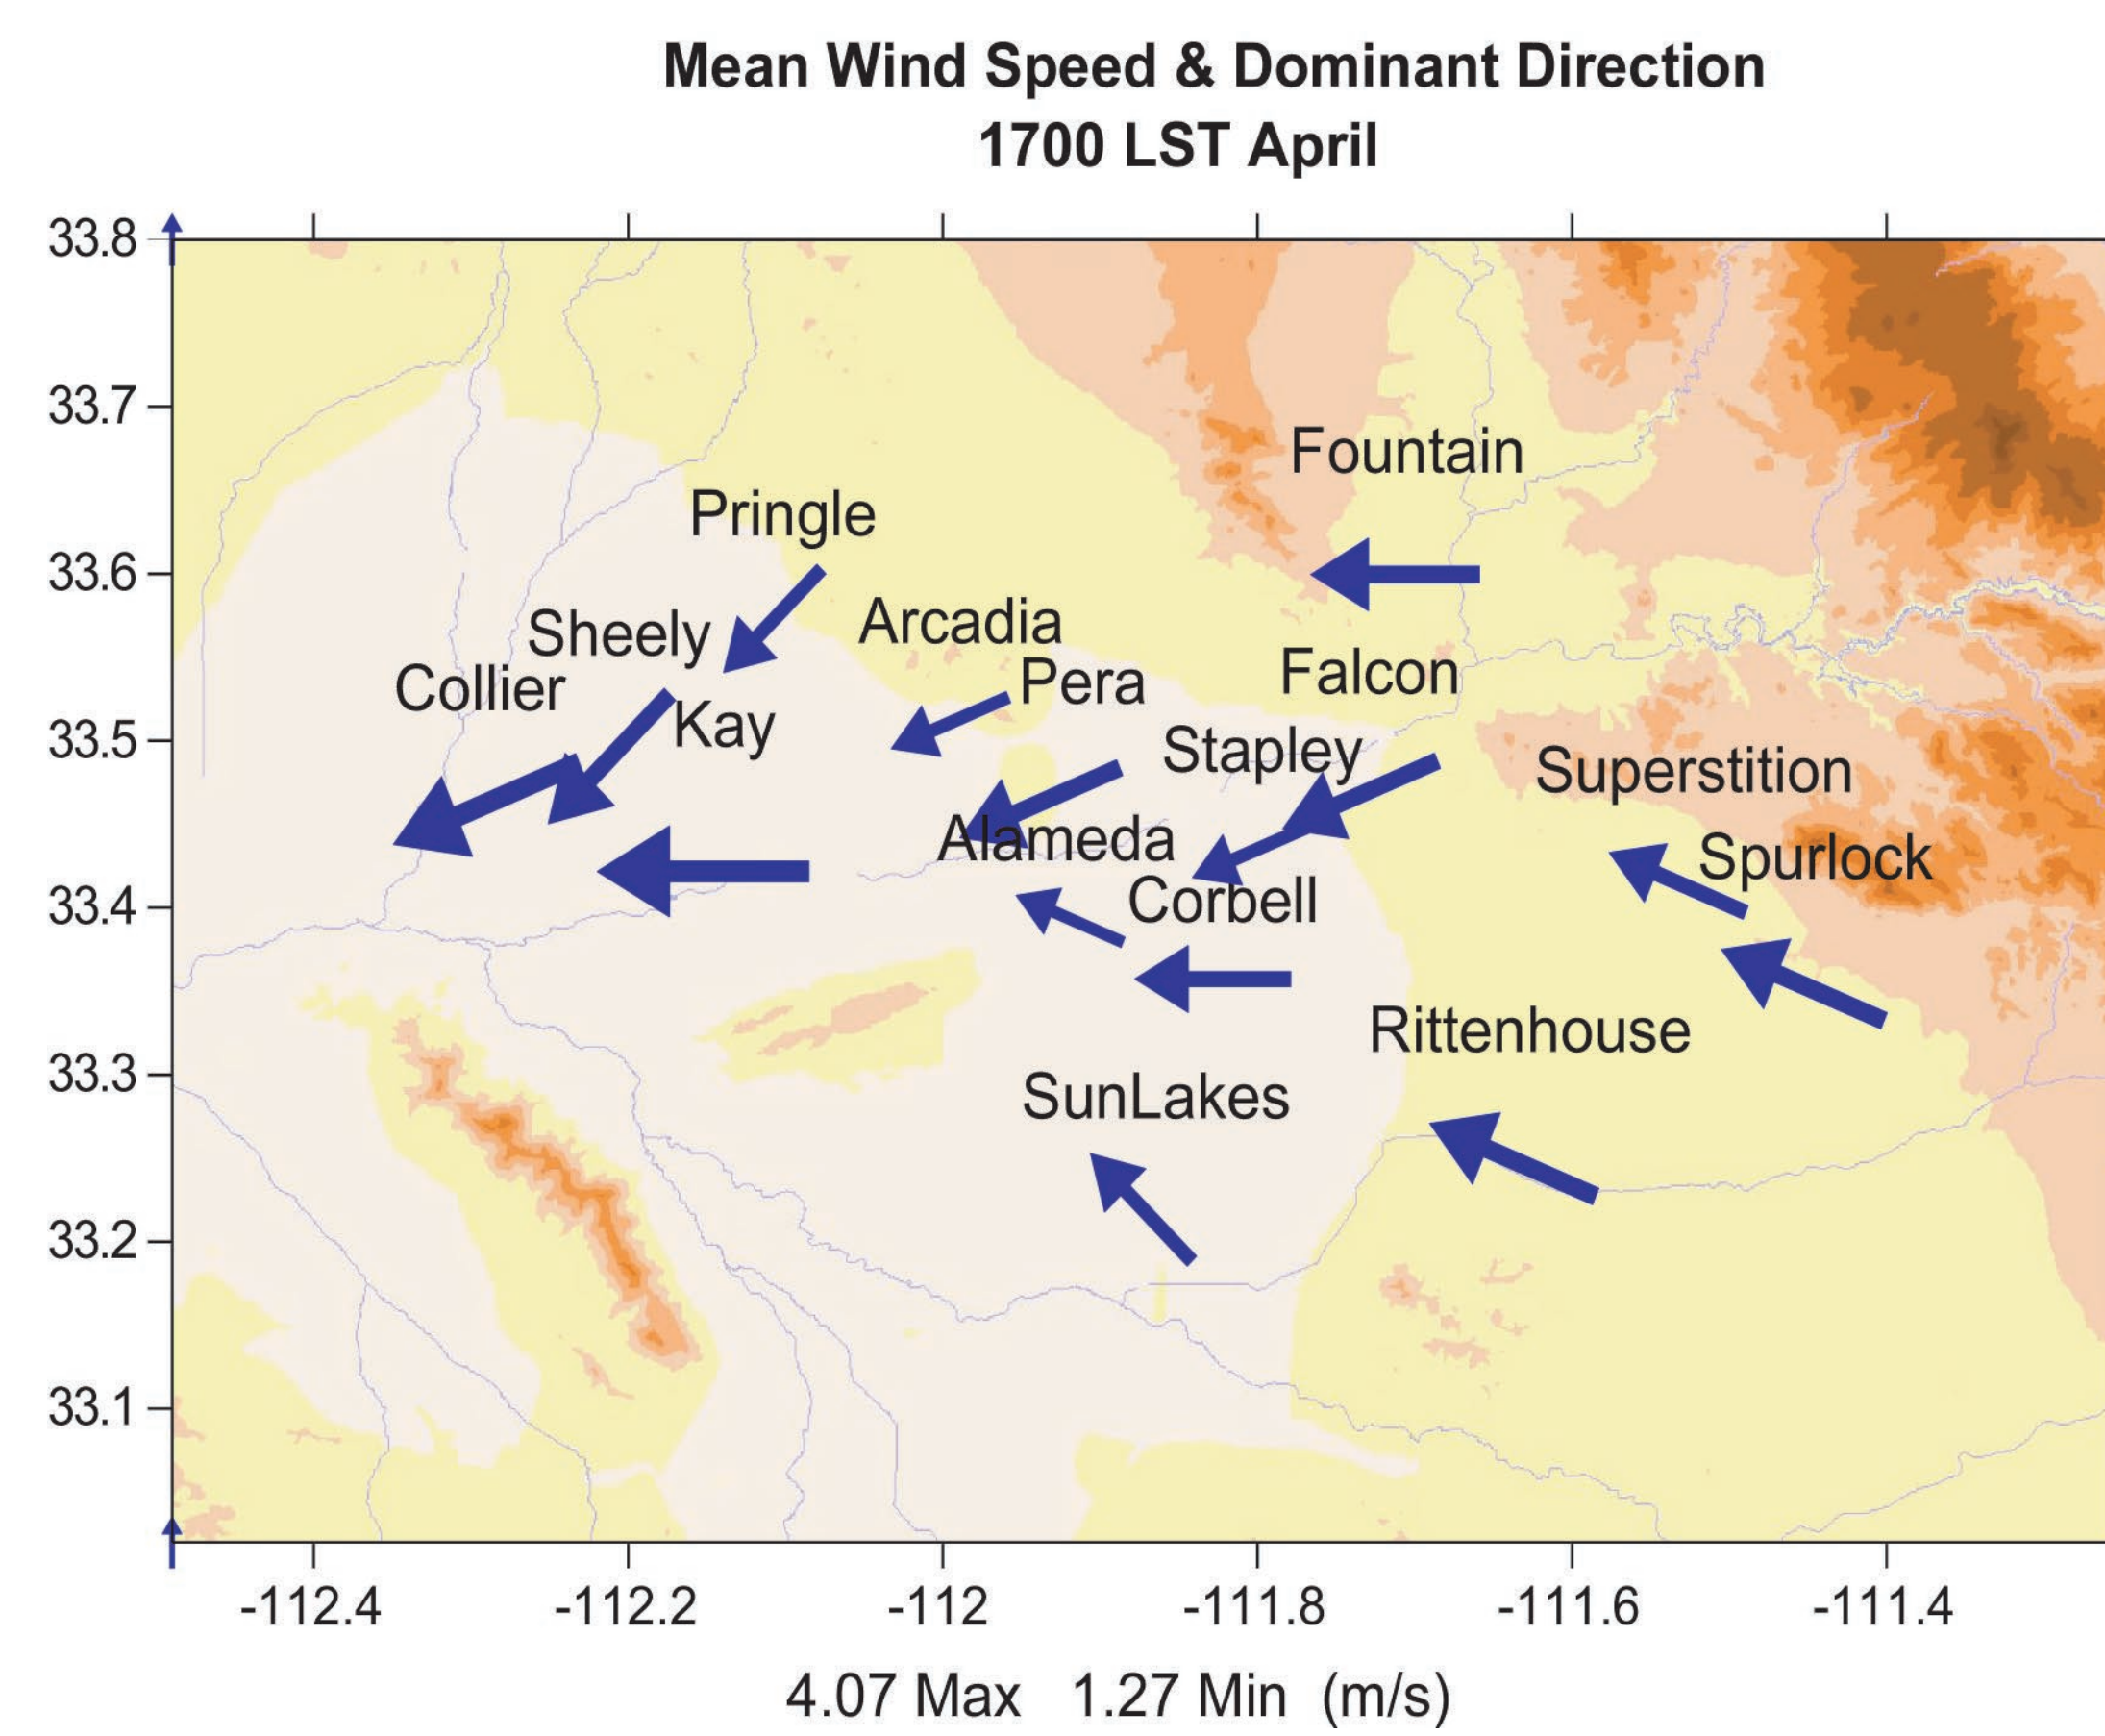 Mean Wind Speed & Dominant Direction
1700 LST April
33.8
33.7
Fountain
Pringle
33.6
Arcadia
Sheely
Pera
Falcon
Collier
Kay
33.5
Stapley
Superstition
Alameda
Spurlock
33.4
Corbell
Rittenhouse
33.3
SunLakes
33.2
33.1
-112.4 -112.2 -112 -111.8 -111.6 -111.4
4.07 Max 1.27 Min (m/s)